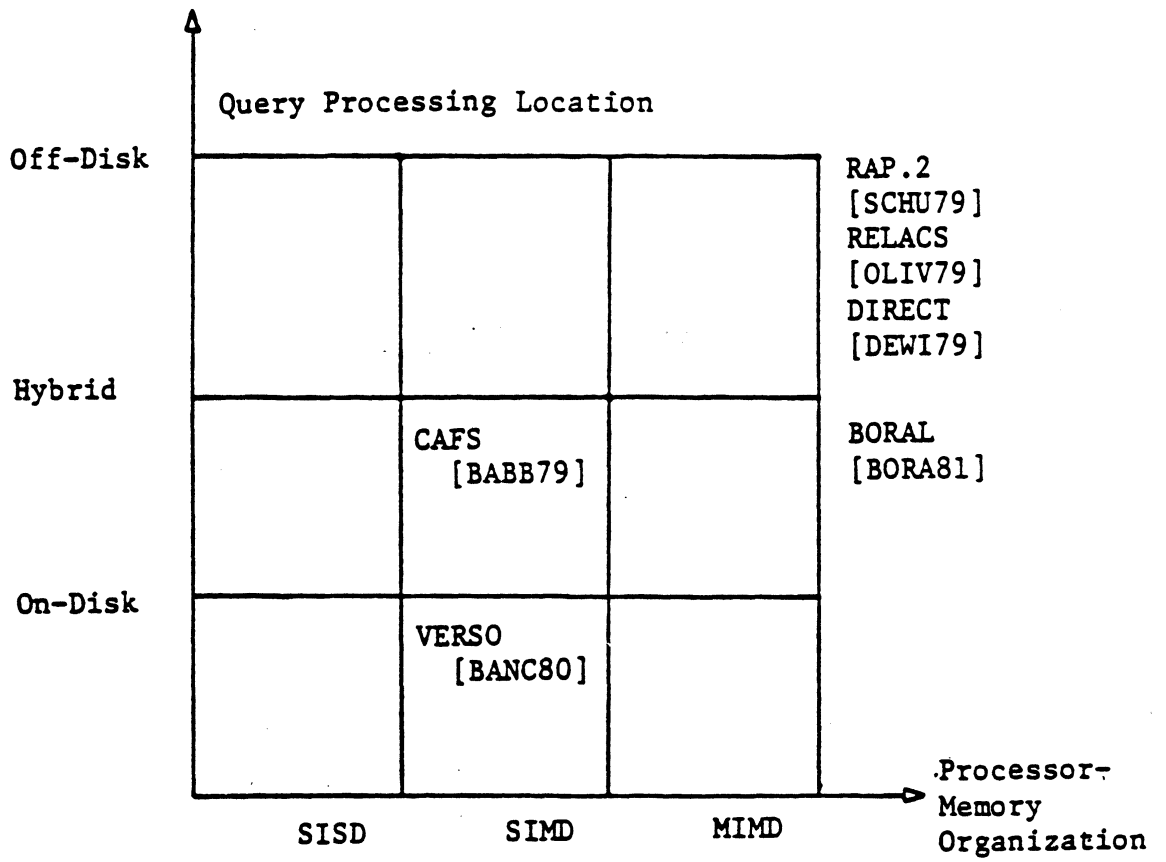 Query Processing Location
Off-Disk
RAP.2
[SCHU79]
RELACS
[OLIV79]
DIRECT
[DEWI79]
Hybrid
CAFS
[BABB79]
BORAL
[BORA81]
On-Disk
VERSO
[BANC80]
Processor-
Memory
Organization
SISD
SIMD
MIMD